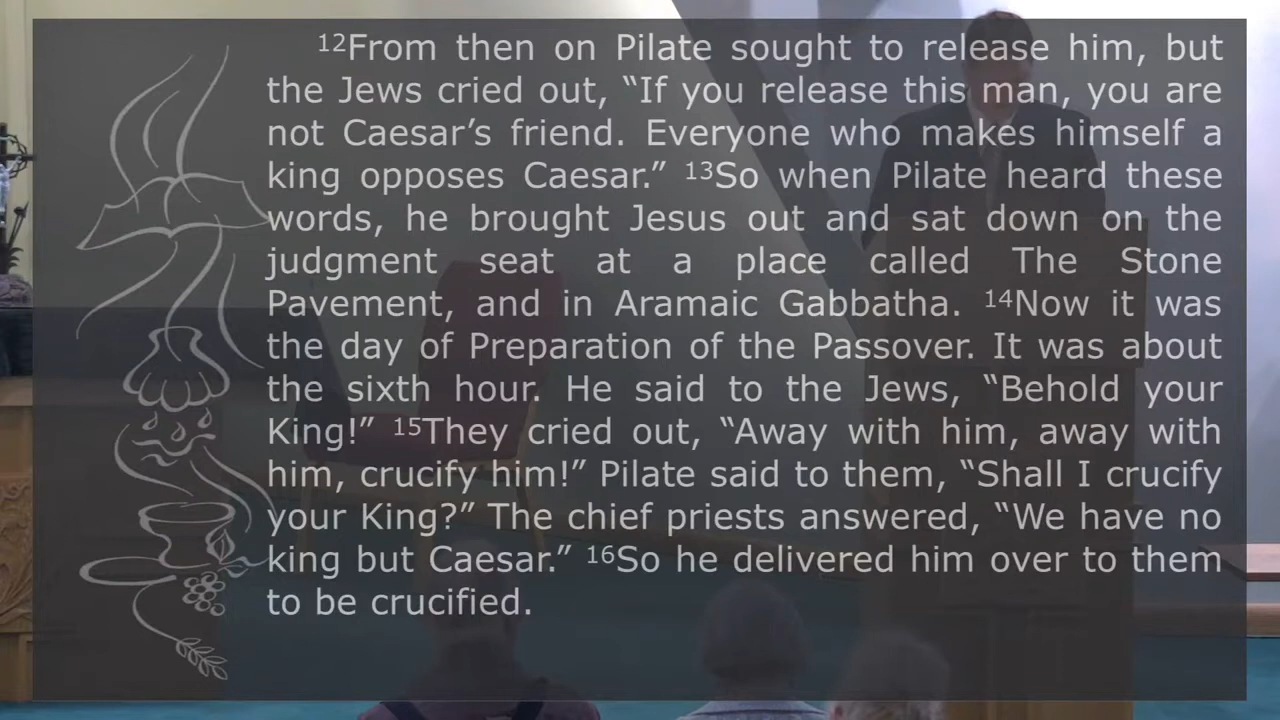 ¹²From then on Pilate sought to release him, but
the Jews cried out, “If you release this man, you are
not Caesar’s friend. Everyone who makes himself a
king opposes Caesar.” ¹³So when Pilate heard these
words, he brought Jesus out and sat down on the
judgment seat at a place called The Stone
Pavement, and in Aramaic Gabbatha. ¹⁴Now it was
the day of Preparation of the Passover. It was about
the sixth hour. He said to the Jews, “Behold your
King!” ¹⁵They cried out, “Away with him, away with
him, crucify him!” Pilate said to them, “Shall I crucify
your King?” The chief priests answered, “We have no
king but Caesar.” ¹⁶So he delivered him over to them
to be crucified.